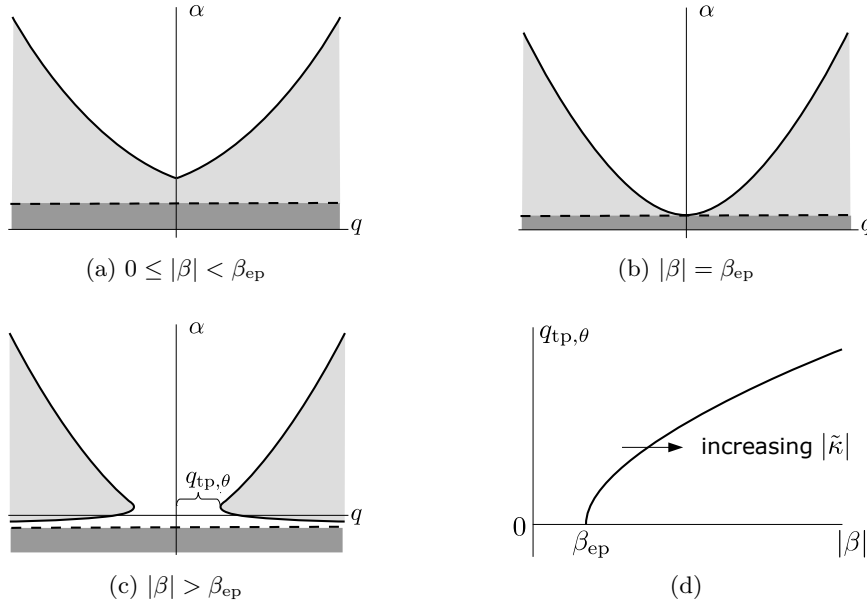 α
q
(a) 0 ≤ |β| < β_ep
α
q
(b) |β| = β_ep
α
q_tp,θ
q
(c) |β| > β_ep
q_tp,θ
increasing |κ̃|
0
β_ep
|β|
(d)